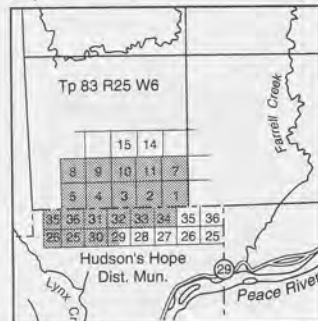 Tp 83 R25 W6
Farrell Creek
15 14
8 9 10 11 7
5 4 3 2 1
35 36 31 32 33 34 35 36
26 25 30 29 28 27 26 25
Hudson's Hope
Dist. Mun.
29
Lynx
Peace River